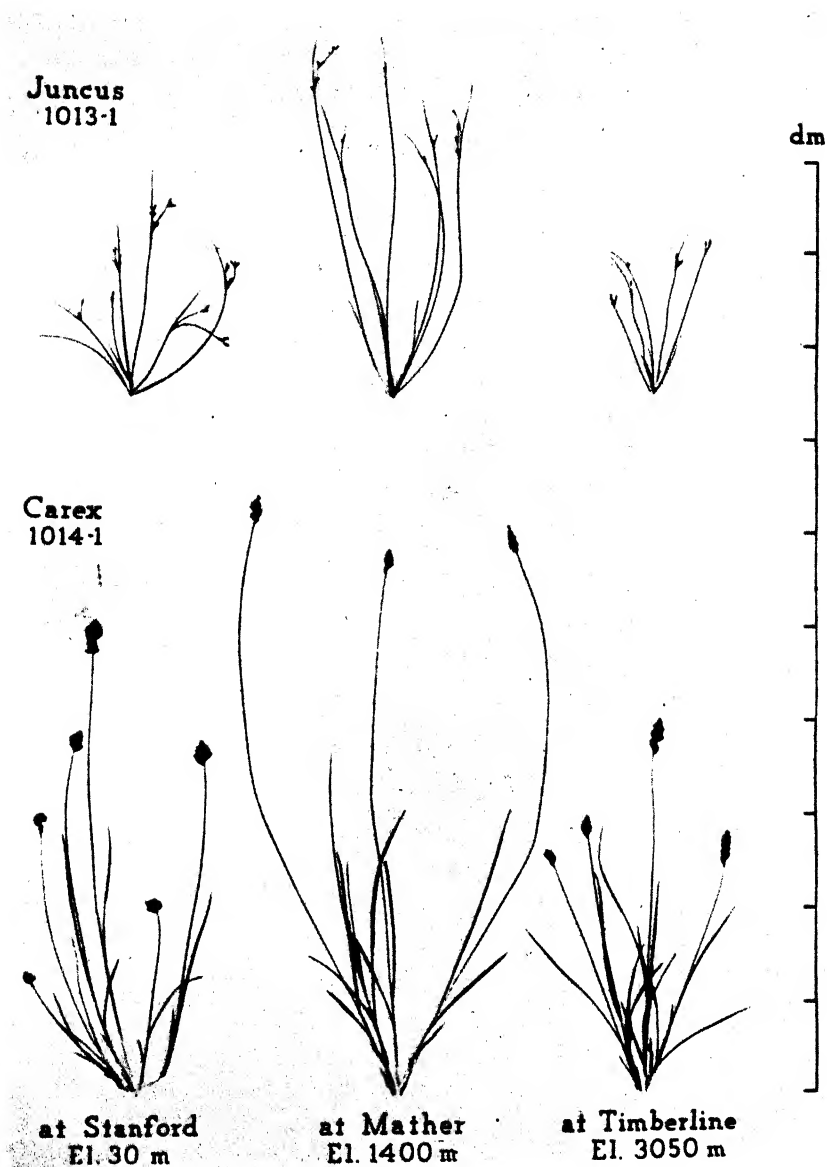 Juncus
1013-1
dm
Carex
1014-1
at Stanford
El. 30 m
at Mather
El. 1400 m
at Timberline
El. 3050 m